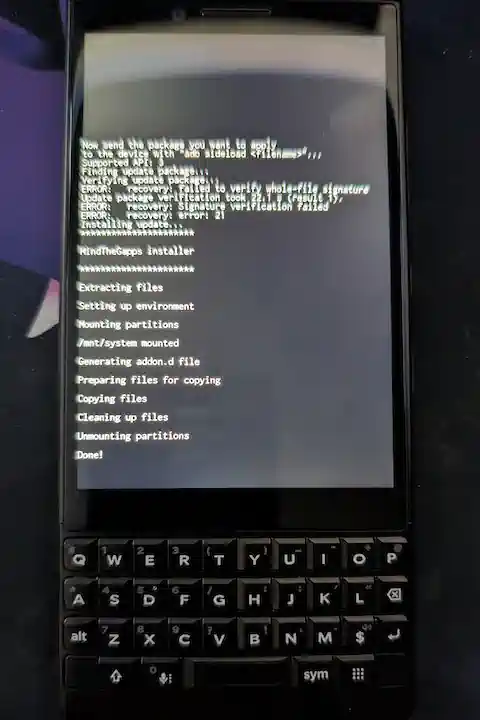 Now send the package you want to apply
to the device with "adb sideload <filename>"...
Supported API: 3
Finding update package...
Verifying update package...
ERROR: recovery: Failed to verify whole-file signature
Update package verification took 22.1 s (result 1).
ERROR: recovery: Signature verification failed
ERROR: recovery: error: 21
Installing update...
**********************
MindTheGapps installer
**********************
Extracting files
Setting up environment
Mounting partitions
/mnt/system mounted
Generating addon.d file
Preparing files for copying
Copying files
Cleaning up files
Unmounting partitions
Done!
Q W E R T Y U I O P
A S D F G H J K L
alt Z X C V B N M $
sym